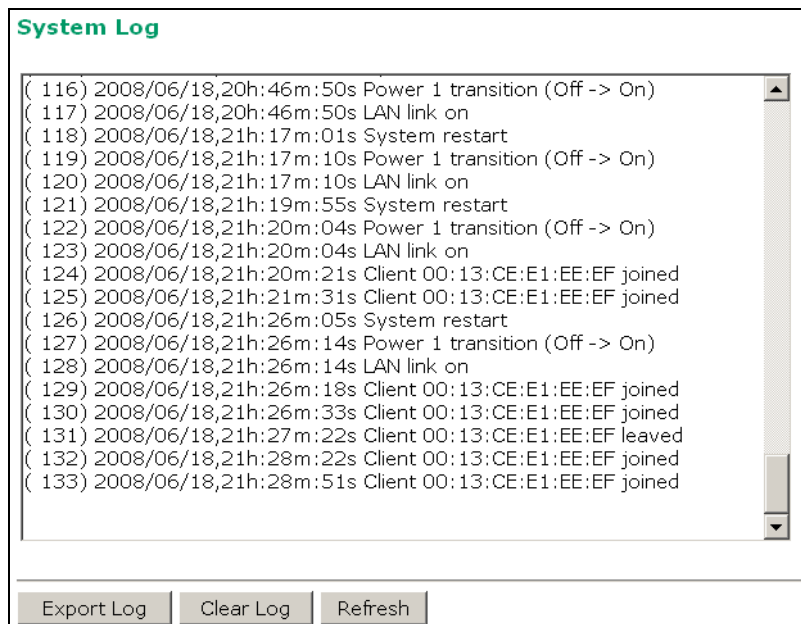 System Log
( 116) 2008/06/18,20h:46m:50s Power 1 transition (Off -> On)
( 117) 2008/06/18,20h:46m:50s LAN link on
( 118) 2008/06/18,21h:17m:01s System restart
( 119) 2008/06/18,21h:17m:10s Power 1 transition (Off -> On)
( 120) 2008/06/18,21h:17m:10s LAN link on
( 121) 2008/06/18,21h:19m:55s System restart
( 122) 2008/06/18,21h:20m:04s Power 1 transition (Off -> On)
( 123) 2008/06/18,21h:20m:04s LAN link on
( 124) 2008/06/18,21h:20m:21s Client 00:13:CE:E1:EE:EF joined
( 125) 2008/06/18,21h:21m:31s Client 00:13:CE:E1:EE:EF joined
( 126) 2008/06/18,21h:26m:05s System restart
( 127) 2008/06/18,21h:26m:14s Power 1 transition (Off -> On)
( 128) 2008/06/18,21h:26m:14s LAN link on
( 129) 2008/06/18,21h:26m:18s Client 00:13:CE:E1:EE:EF joined
( 130) 2008/06/18,21h:26m:33s Client 00:13:CE:E1:EE:EF joined
( 131) 2008/06/18,21h:27m:22s Client 00:13:CE:E1:EE:EF leaved
( 132) 2008/06/18,21h:28m:22s Client 00:13:CE:E1:EE:EF joined
( 133) 2008/06/18,21h:28m:51s Client 00:13:CE:E1:EE:EF joined
Export Log Clear Log Refresh